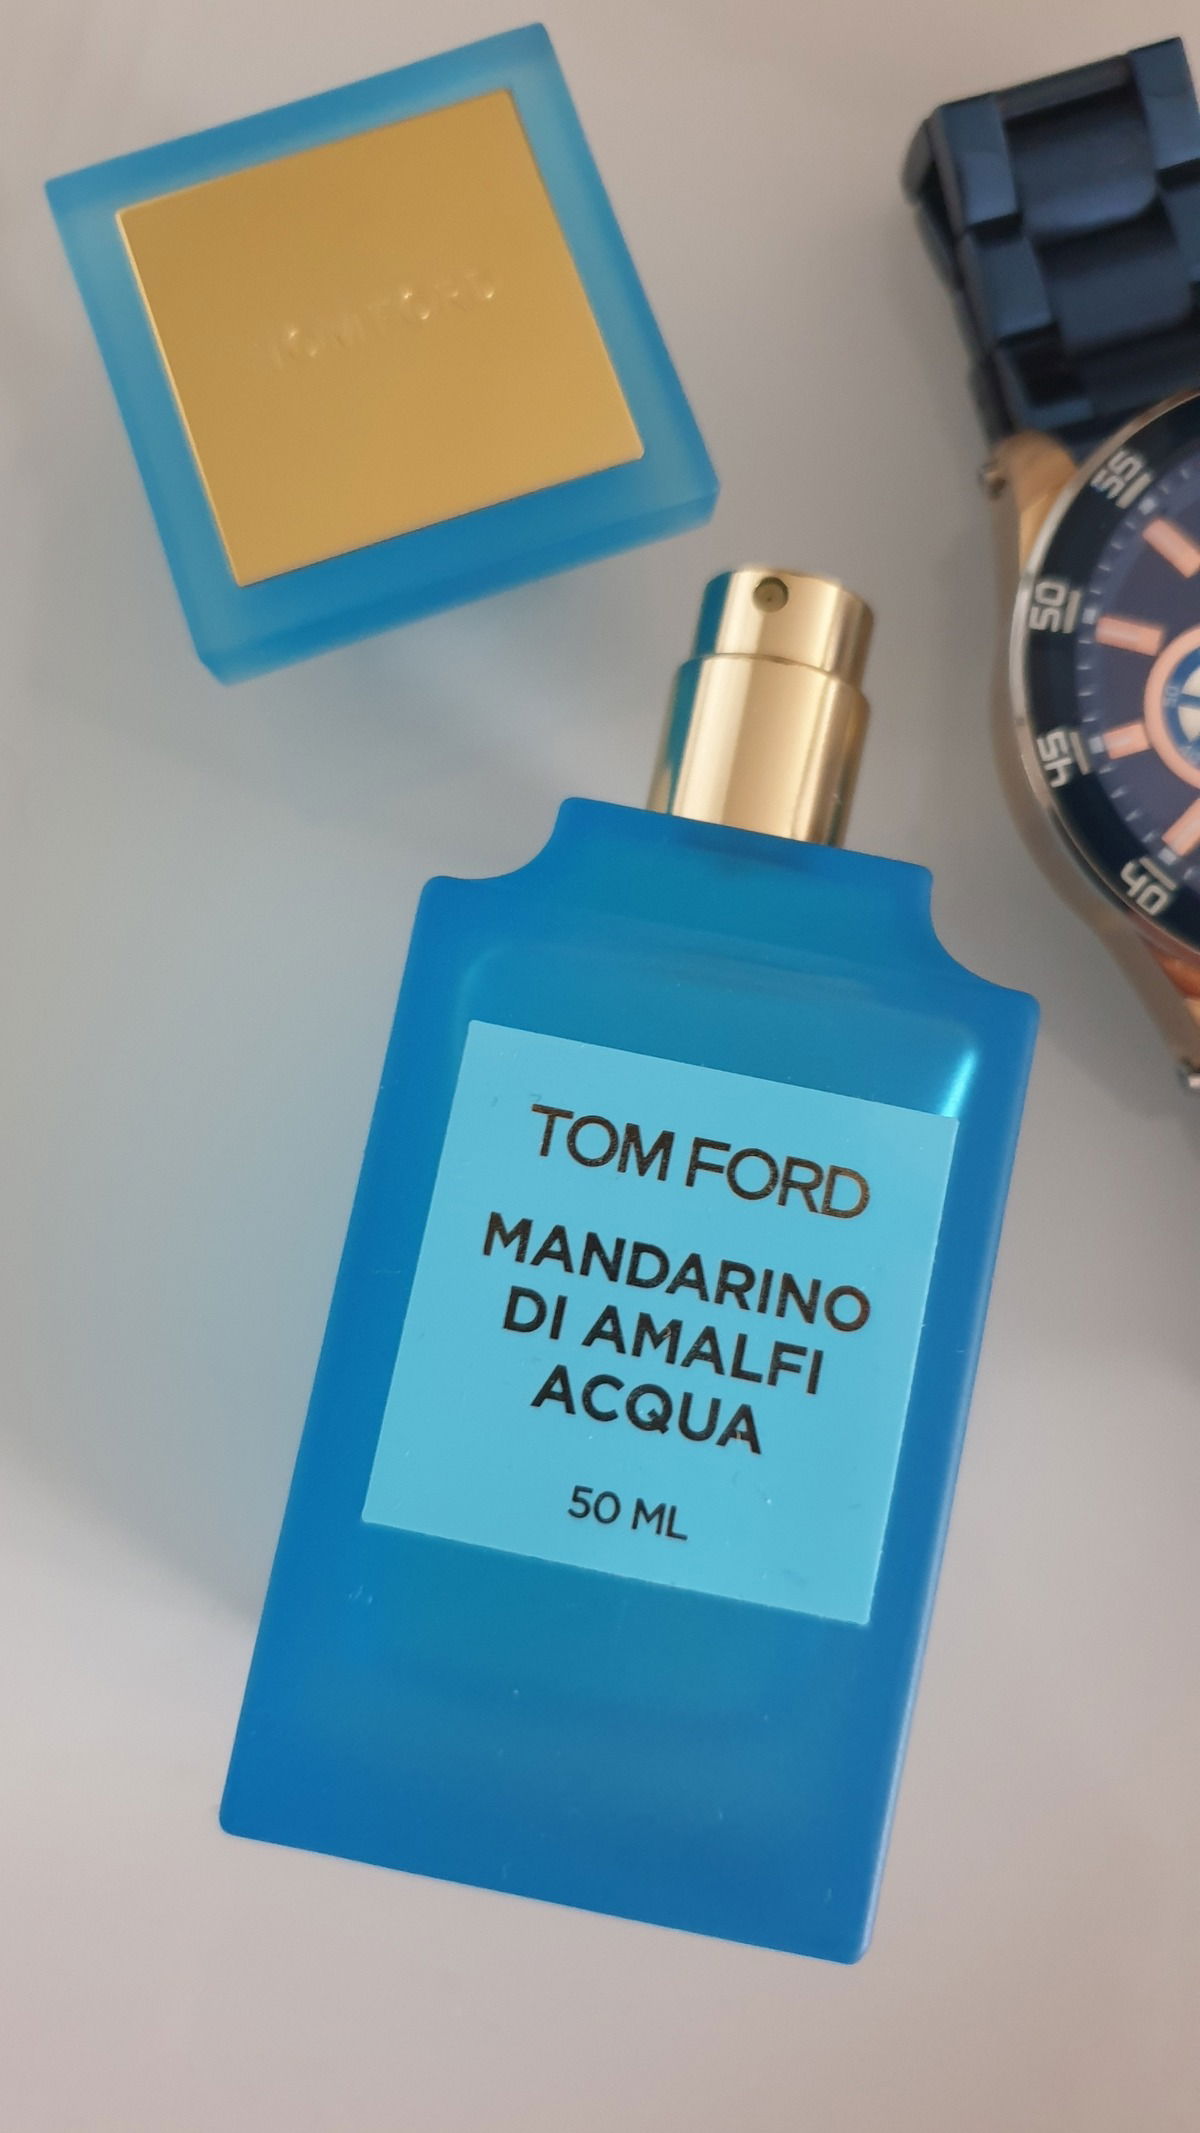 TOM FORD
55
50
45
40
TOM FORD
MANDARINO
DI AMALFI
ACQUA
50 ML